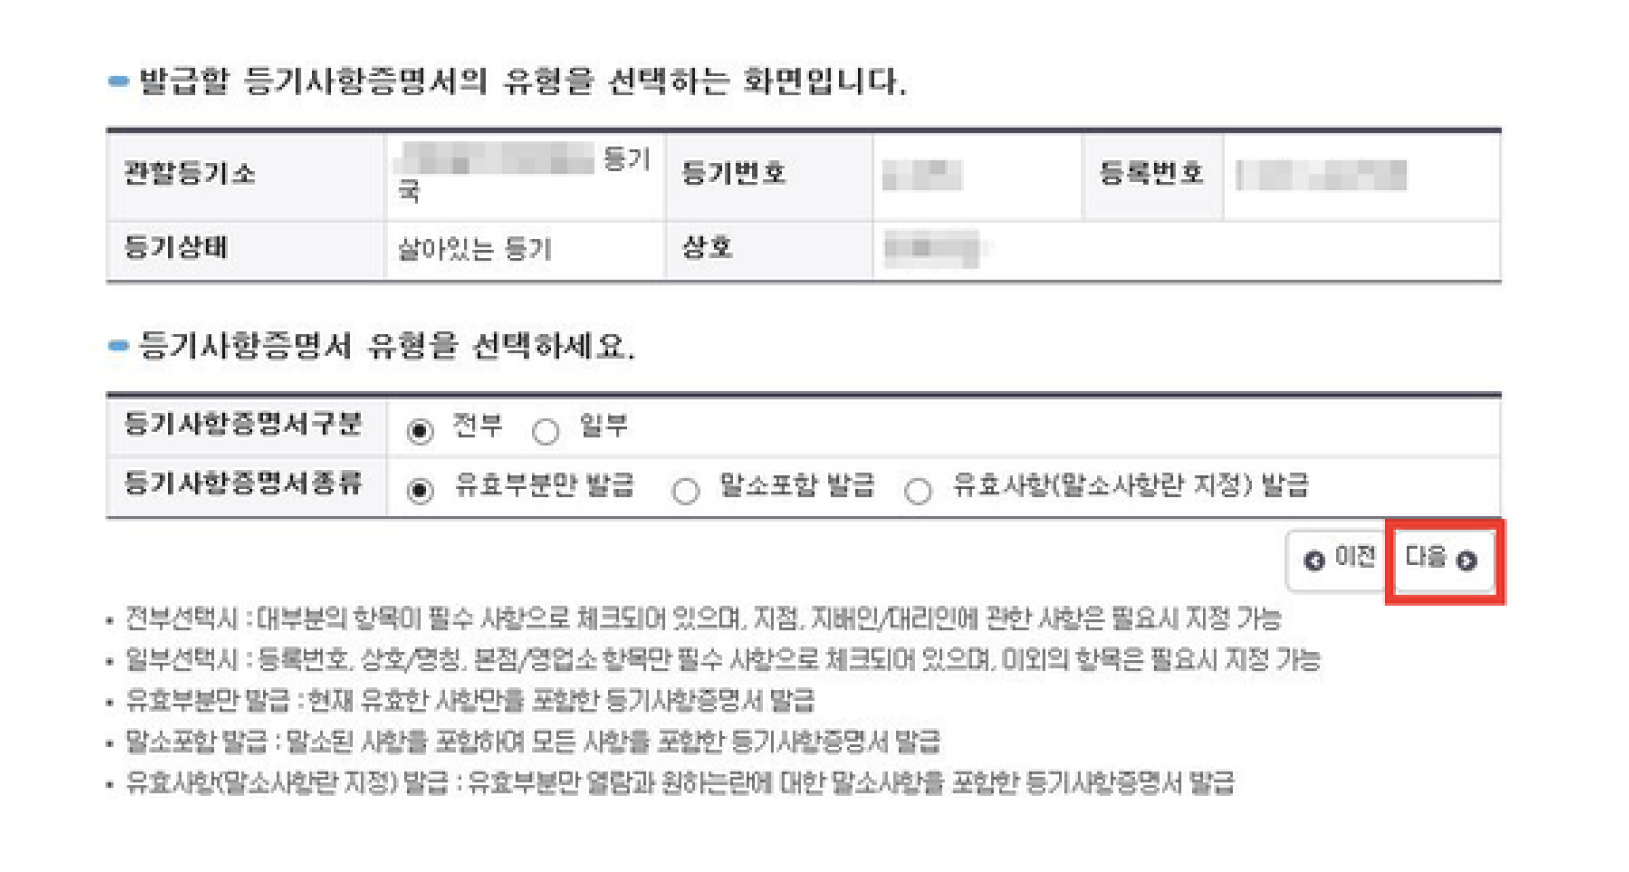 발급할 등기사항증명서의 유형을 선택하는 화면입니다.
관할등기소 등기국 등기번호 등록번호
등기상태 살아있는 등기 상호
등기사항증명서 유형을 선택하세요.
등기사항증명서구분 전부 일부
등기사항증명서종류 유효부분만 발급 말소포함 발급 유효사항(말소사항란 지정) 발급
이전 다음
• 전부선택시 : 대부분의 항목이 필수 사항으로 체크되어 있으며, 지점, 지배인/대리인에 관한 사항은 필요시 지정 가능
• 일부선택시 : 등록번호, 상호/명칭, 본점/영업소 항목만 필수 사항으로 체크되어 있으며, 이외의 항목은 필요시 지정 가능
• 유효부분만 발급 : 현재 유효한 사항만을 포함한 등기사항증명서 발급
• 말소포함 발급 : 말소된 사항을 포함하여 모든 사항을 포함한 등기사항증명서 발급
• 유효사항(말소사항란 지정) 발급 : 유효부분만 열람과 원하는란에 대한 말소사항을 포함한 등기사항증명서 발급